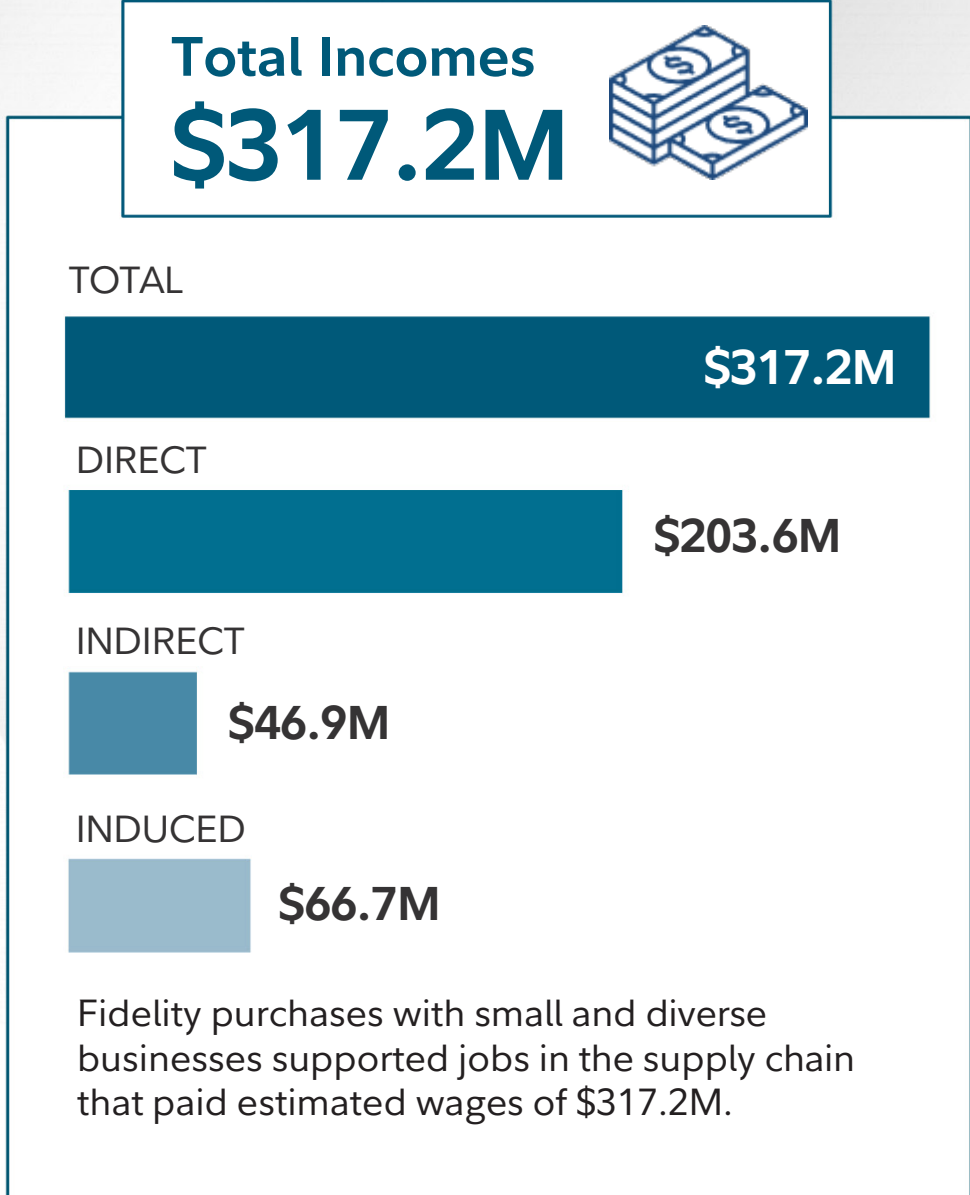 Total Incomes
$317.2M
TOTAL
$317.2M
DIRECT
$203.6M
INDIRECT
$46.9M
INDUCED
$66.7M
Fidelity purchases with small and diverse
businesses supported jobs in the supply chain
that paid estimated wages of $317.2M.